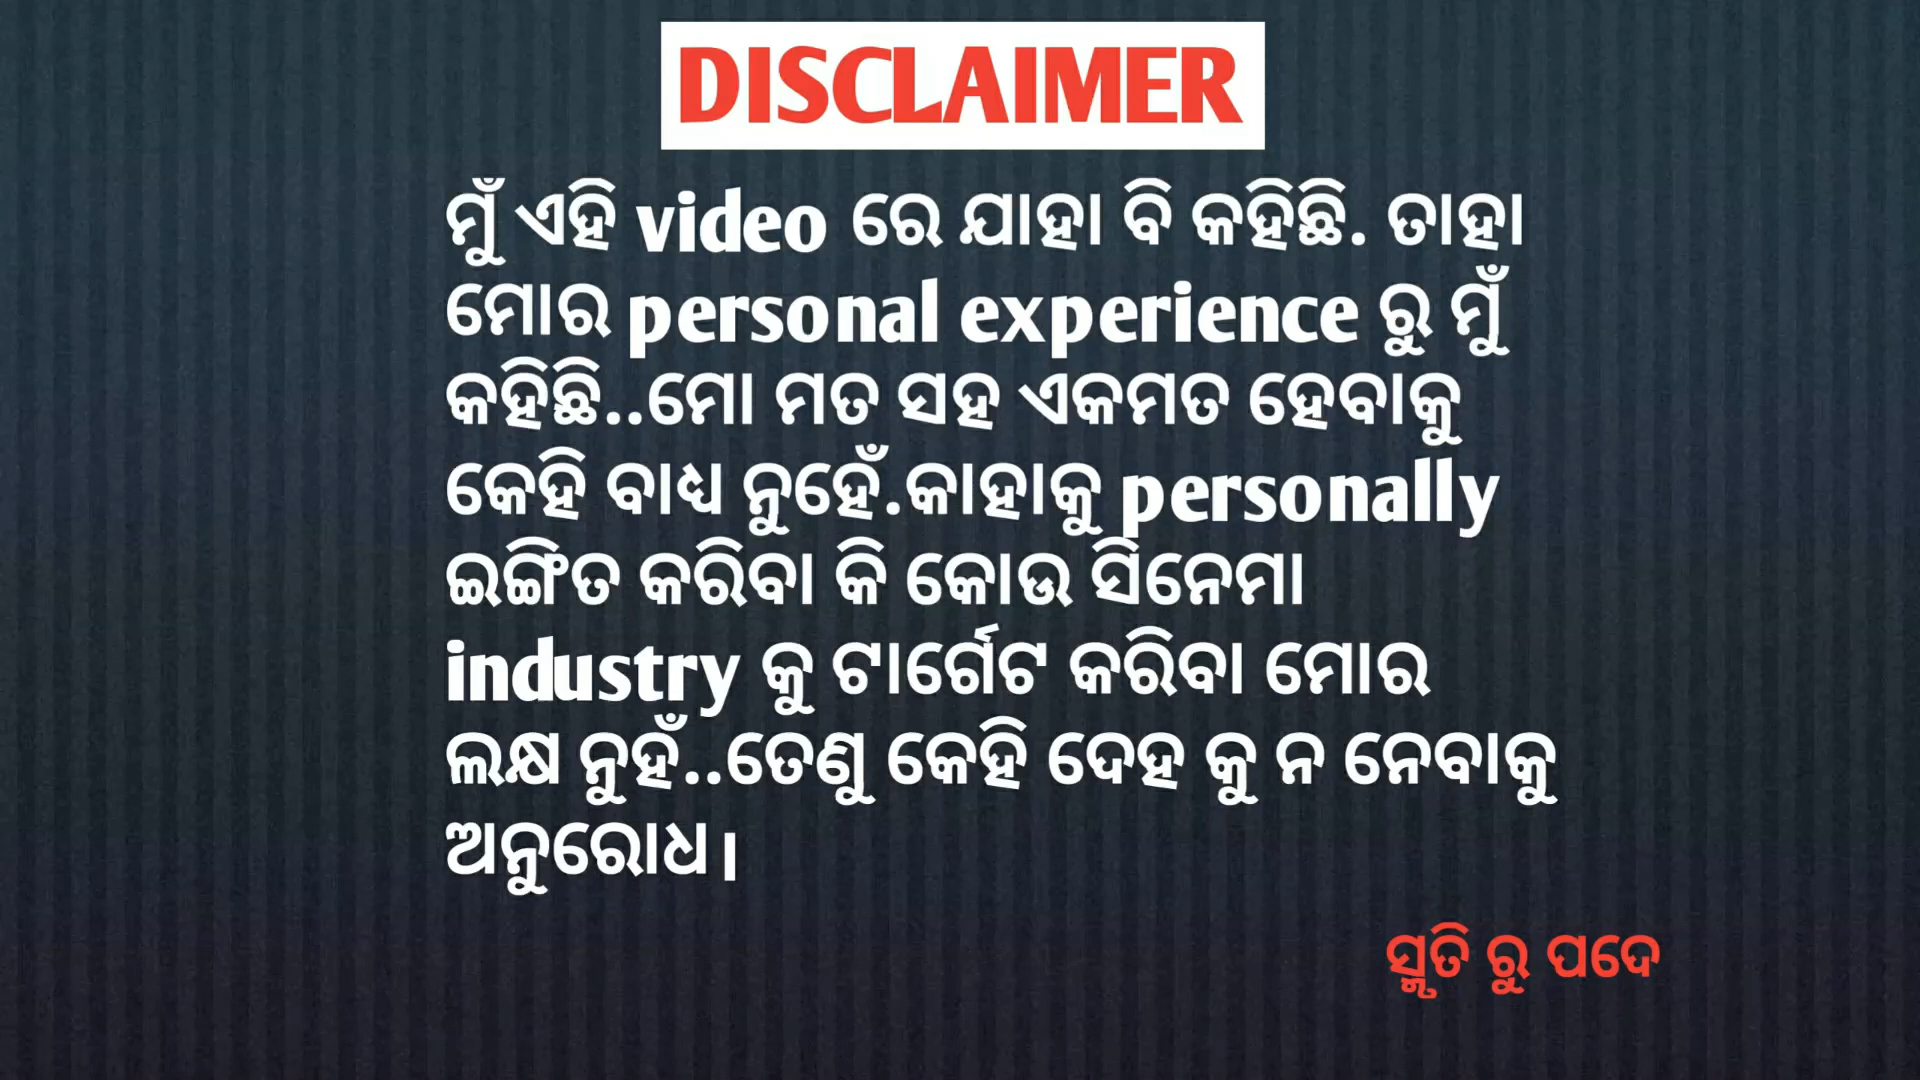 DISCLAIMER
ମୁଁ ଏହି video ରେ ଯାହା ବି କହିଛି. ତାହା
ମୋର personal experience ରୁ ମୁଁ
କହିଛି..ମୋ ମତ ସହ ଏକମତ ହେବାକୁ
କେହି ବାଧ୍ୟ ନୁହେଁ.କାହାକୁ personally
ଇଙ୍ଗିତ କରିବା କି କୋଉ ସିନେମା
industry କୁ ଟାର୍ଗେଟ କରିବା ମୋର
ଲକ୍ଷ ନୁହଁ..ତେଣୁ କେହି ଦେହ କୁ ନ ନେବାକୁ
ଅନୁରୋଧ।
ସ୍ମୃତି ରୁ ପଦେ